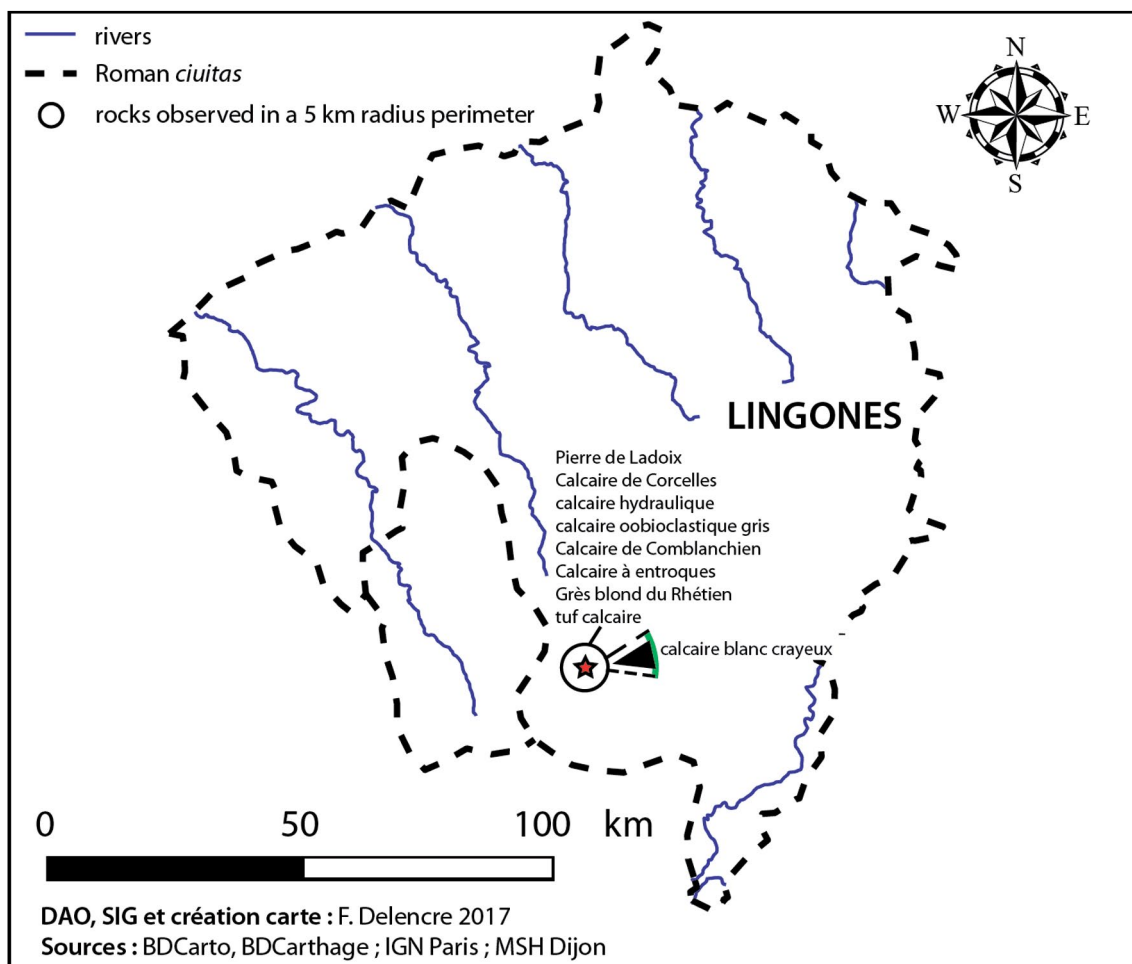 rivers
Roman ciuitas
rocks observed in a 5 km radius perimeter
N
W E
S
LINGONES
Pierre de Ladoix
Calcaire de Corcelles
calcaire hydraulique
calcaire oobioclastique gris
Calcaire de Comblanchien
Calcaire à entroques
Grès blond du Rhétien
tuf calcaire
calcaire blanc crayeux
0 50 100 km
DAO, SIG et création carte : F. Delencre 2017
Sources : BDCarto, BDCarthage ; IGN Paris ; MSH Dijon